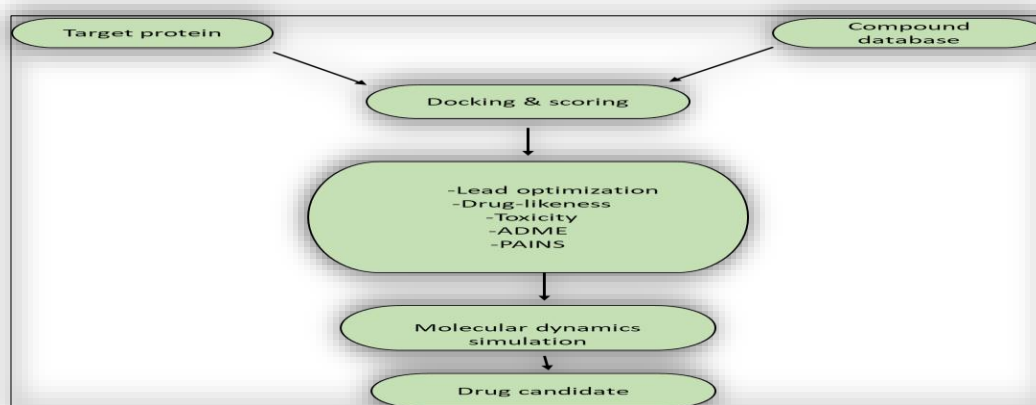 Target protein
Compound
database
Docking & scoring
-Lead optimization
-Drug-likeness
-Toxicity
-ADME
-PAINS
Molecular dynamics
simulation
Drug candidate